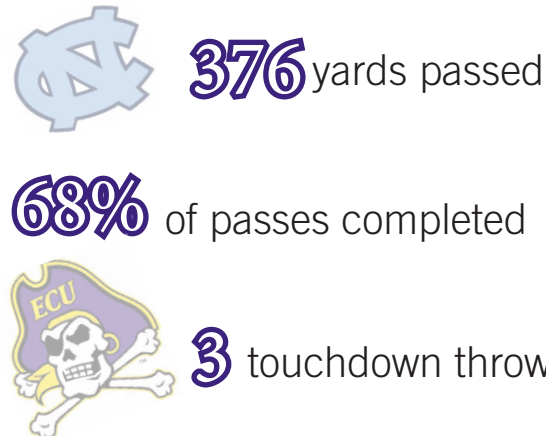 376 yards passed
68% of passes completed
ECU
3 touchdown throw